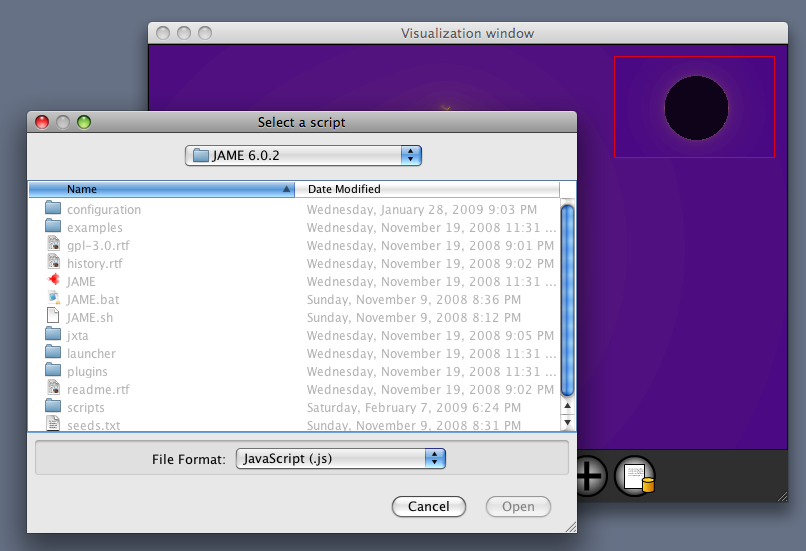 Visualization window
Select a script
JAME 6.0.2
Name Date Modified
configuration Wednesday, January 28, 2009 9:03 PM
examples Wednesday, November 19, 2008 11:31 ...
gpl-3.0.rtf Wednesday, November 19, 2008 9:01 PM
history.rtf Wednesday, November 19, 2008 9:02 PM
JAME Wednesday, November 19, 2008 11:31 ...
JAME.bat Sunday, November 9, 2008 8:36 PM
JAME.sh Sunday, November 9, 2008 8:12 PM
jxta Wednesday, November 19, 2008 9:05 PM
launcher Wednesday, November 19, 2008 11:31 ...
plugins Wednesday, November 19, 2008 11:31 ...
readme.rtf Wednesday, November 19, 2008 9:02 PM
scripts Saturday, February 7, 2009 6:24 PM
seeds.txt Sunday, November 9, 2008 8:31 PM
File Format: JavaScript (.js)
Cancel Open